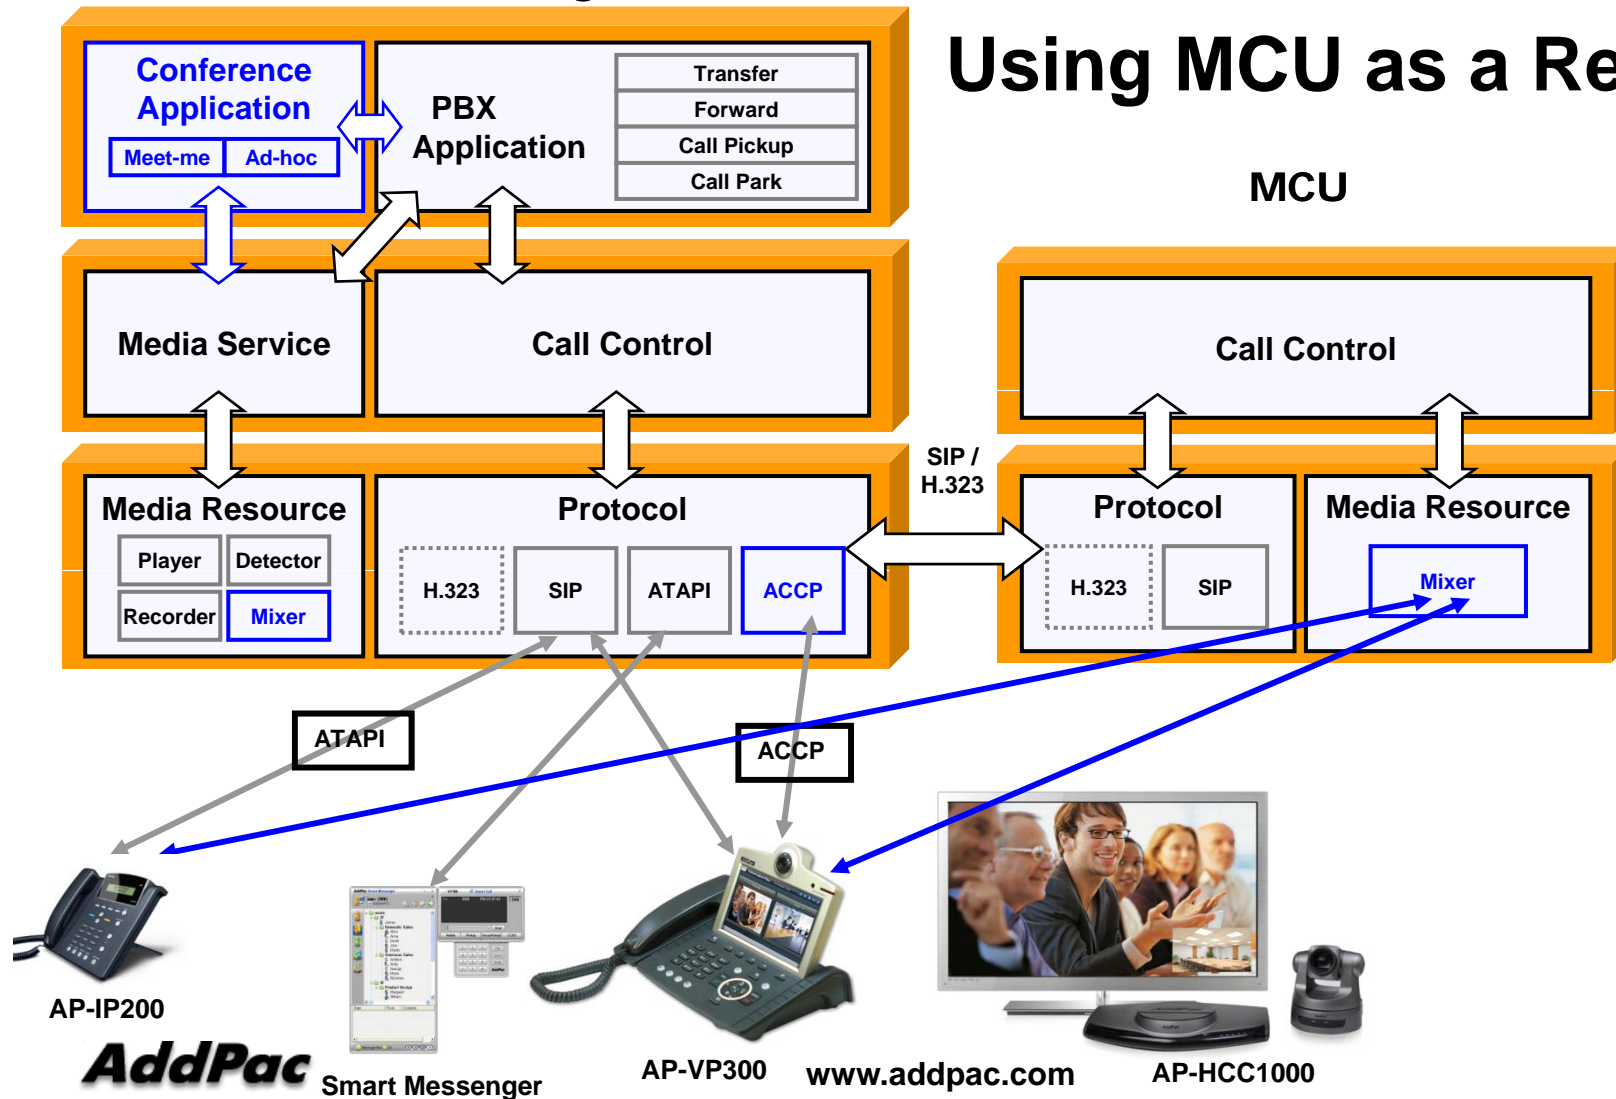 Using MCU as a Re
Conference
Application
Meet-me
Ad-hoc
PBX
Application
Transfer
Forward
Call Pickup
Call Park
MCU
Media Service
Call Control
Call Control
SIP /
H.323
Media Resource
Player
Detector
Recorder
Mixer
Protocol
H.323
SIP
ATAPI
ACCP
Protocol
H.323
SIP
Media Resource
Mixer
ATAPI
ACCP
AP-IP200
AddPac
Smart Messenger
AP-VP300
www.addpac.com
AP-HCC1000